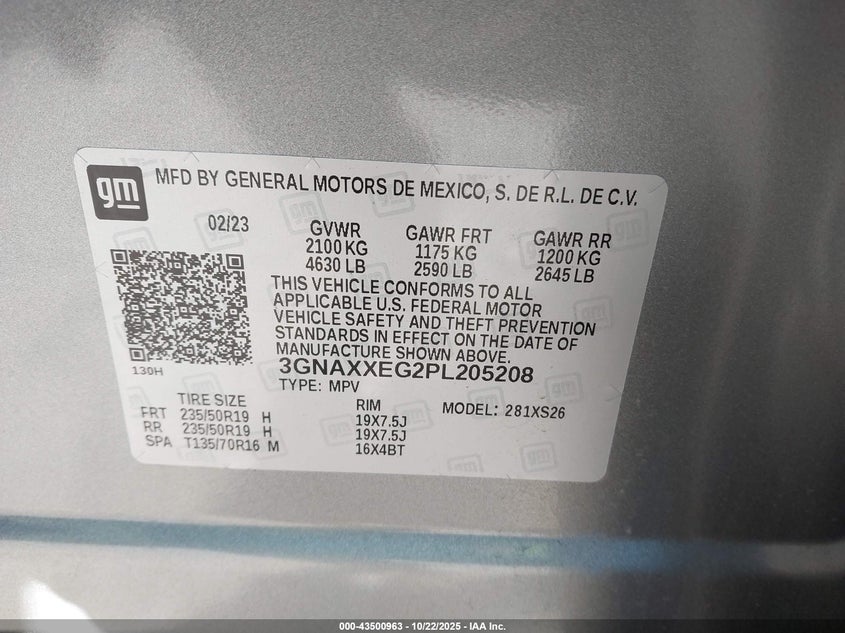 gm
MFD BY GENERAL MOTORS DE MEXICO, S. DE R.L. DE C.V.
02/23
GVWR GAWR FRT GAWR RR
2100 KG 1175 KG 1200 KG
4630 LB 2590 LB 2645 LB
THIS VEHICLE CONFORMS TO ALL
APPLICABLE U.S. FEDERAL MOTOR
VEHICLE SAFETY AND THEFT PREVENTION
STANDARDS IN EFFECT ON THE DATE OF
MANUFACTURE SHOWN ABOVE.
3GNAXXEG2PL205208
130H
TYPE: MPV
TIRE SIZE RIM MODEL: 281XS26
FRT 235/50R19 H 19X7.5J
RR 235/50R19 H 19X7.5J
SPA T135/70R16 M 16X4BT
000-43500963 - 10/22/2025 - IAA Inc.